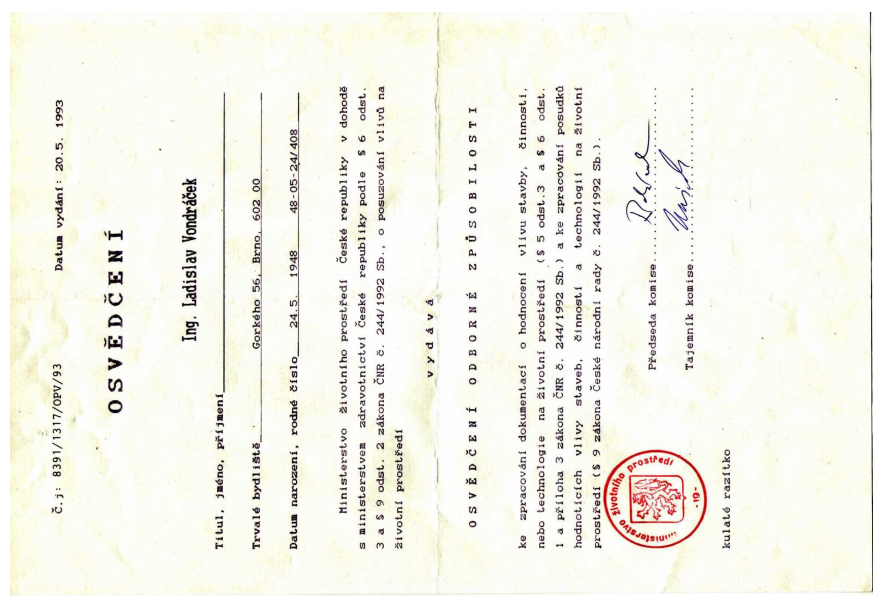 Č.j: 8391/1317/OPV/93 Datum vydání: 20.5. 1993
OSVĚDČENÍ
Ing. Ladislav Vondráček
Titul, jméno, příjmení
Trvalé bydliště Gorkého 56, Brno, 602 00
Datum narození, rodné číslo 24.5. 1948 48-05-24/408
Ministerstvo životního prostředí České republiky v dohodě
s ministerstvem zdravotnictví České republiky podle § 6 odst.
3 a § 9 odst. 2 zákona ČNR č. 244/1992 Sb., o posuzování vlivů na
životní prostředí
vydává
OSVĚDČENÍ ODBORNÉ ZPŮSOBILOSTI
ke zpracování dokumentací o hodnocení vlivu stavby, činnosti,
nebo technologie na životní prostředí (§ 5 odst.3 a § 6 odst.
1 a příloha 3 zákona ČNR č. 244/1992 Sb.) a ke zpracování posudků
hodnotících vlivy staveb, činností a technologií na životní
prostředí (§ 9 zákona České národní rady č. 244/1992 Sb.).
Předseda komise
Tajemník komise
Ministerstvo životního prostředí
-19-
kulaté razítko